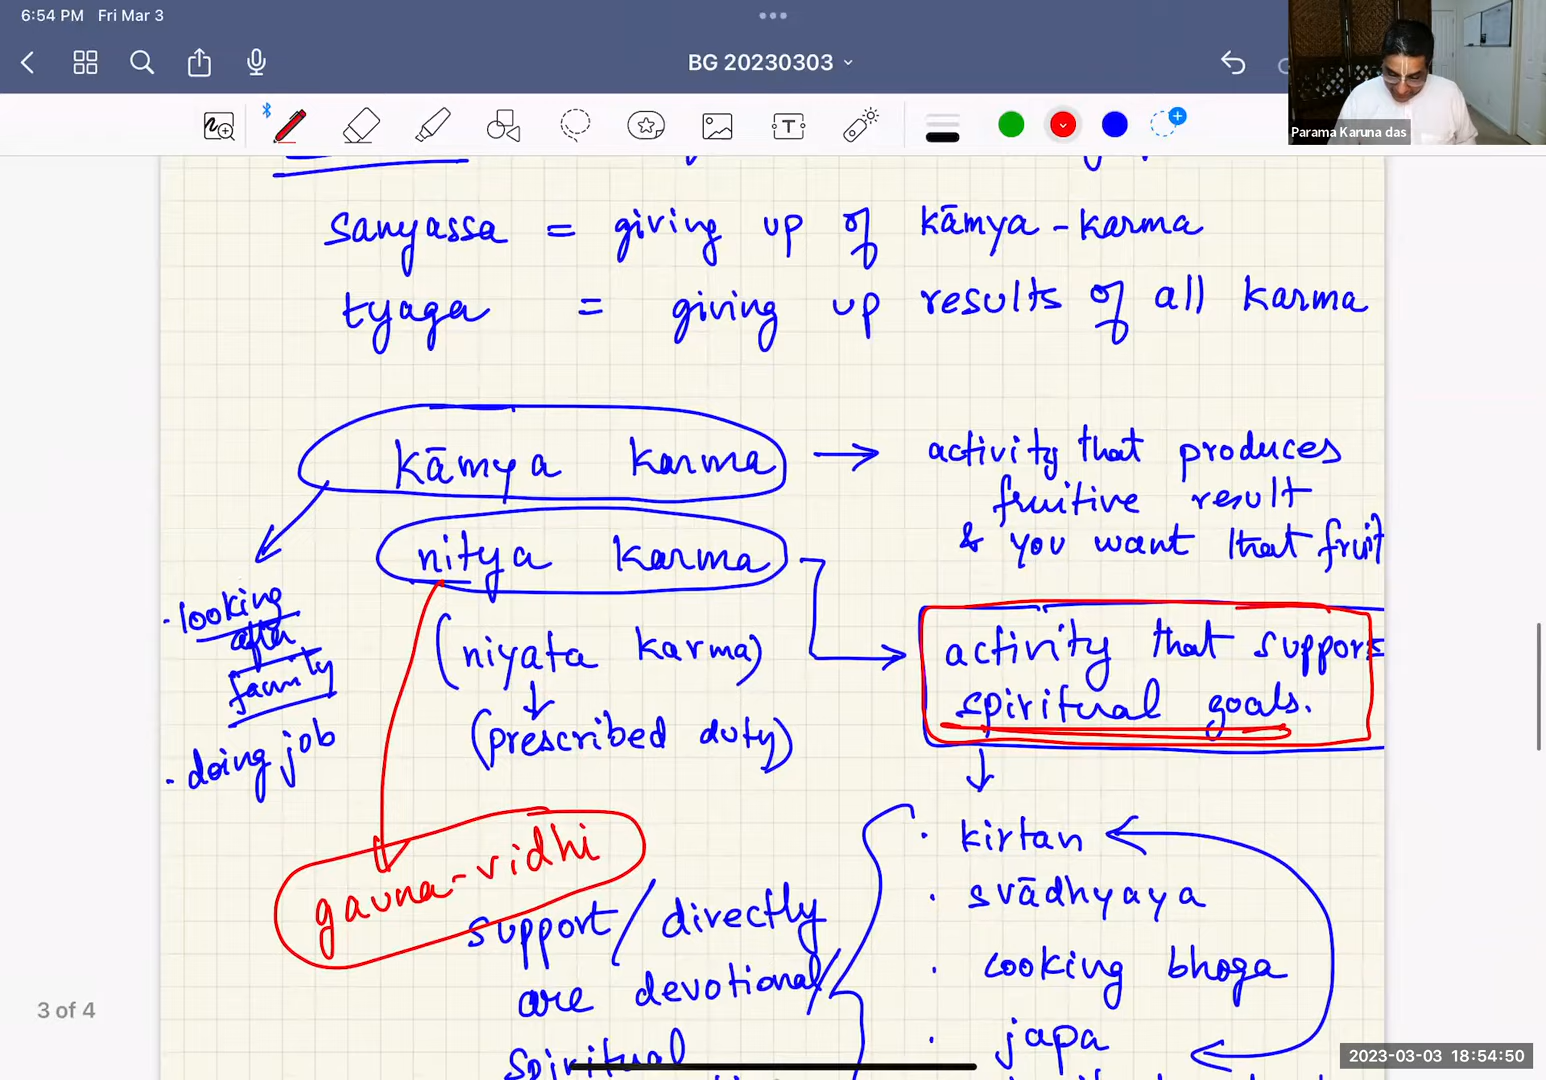 6:54 PM Fri Mar 3
BG 20230303
Parama Karuna das
sanyassa = giving up of kāmya-karma
tyaga = giving up results of all karma
kāmya karma → activity that produces
fruitive result
& you want that fruit
nitya karma
• looking
after
family
• doing job
(niyata karma)
↓
(prescribed duty)
activity that supports
spiritual goals.
↓
gauna-vidhi
support/directly
are devotional/
spiritual
• kirtan
• svādhyaya
• cooking bhoga
• japa
3 of 4
2023-03-03 18:54:50